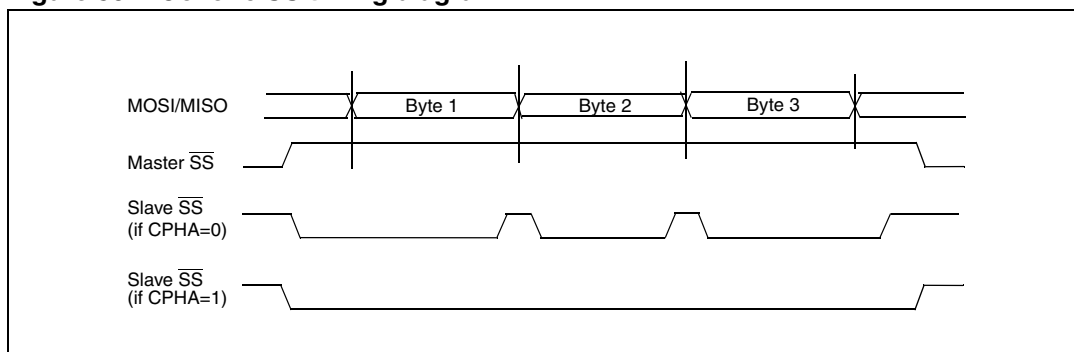 MOSI/MISO
Byte 1
Byte 2
Byte 3
Master SS
Slave SS
(if CPHA=0)
Slave SS
(if CPHA=1)